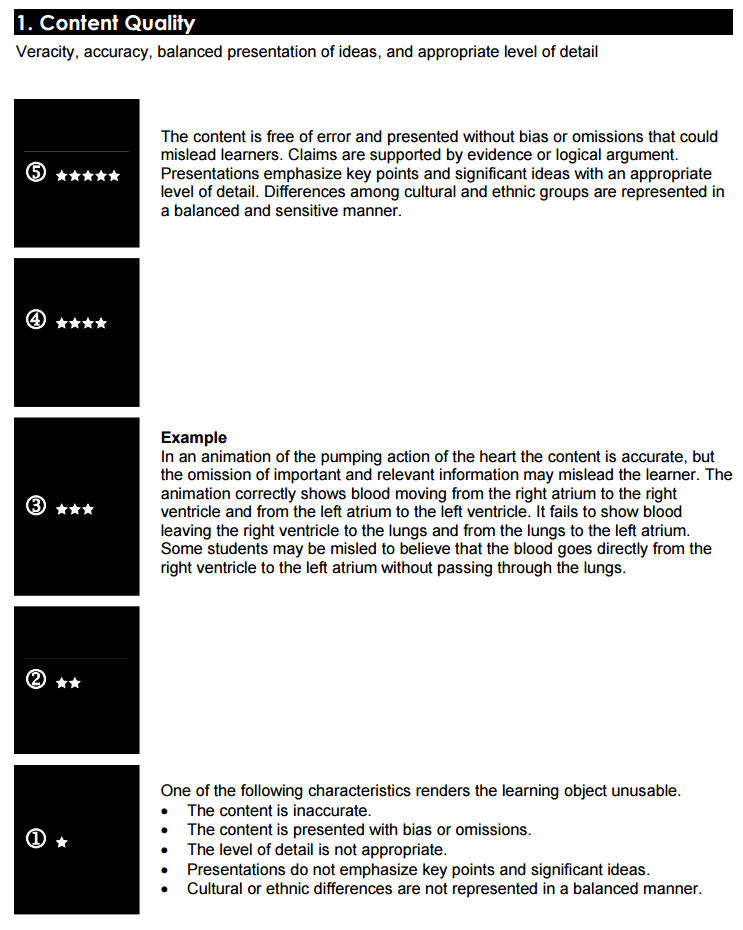 1. Content Quality
Veracity, accuracy, balanced presentation of ideas, and appropriate level of detail
⑤ ★★★★★
The content is free of error and presented without bias or omissions that could
mislead learners. Claims are supported by evidence or logical argument.
Presentations emphasize key points and significant ideas with an appropriate
level of detail. Differences among cultural and ethnic groups are represented in
a balanced and sensitive manner.
④ ★★★★
③ ★★★
Example
In an animation of the pumping action of the heart the content is accurate, but
the omission of important and relevant information may mislead the learner. The
animation correctly shows blood moving from the right atrium to the right
ventricle and from the left atrium to the left ventricle. It fails to show blood
leaving the right ventricle to the lungs and from the lungs to the left atrium.
Some students may be misled to believe that the blood goes directly from the
right ventricle to the left atrium without passing through the lungs.
② ★★
① ★
One of the following characteristics renders the learning object unusable.
• The content is inaccurate.
• The content is presented with bias or omissions.
• The level of detail is not appropriate.
• Presentations do not emphasize key points and significant ideas.
• Cultural or ethnic differences are not represented in a balanced manner.